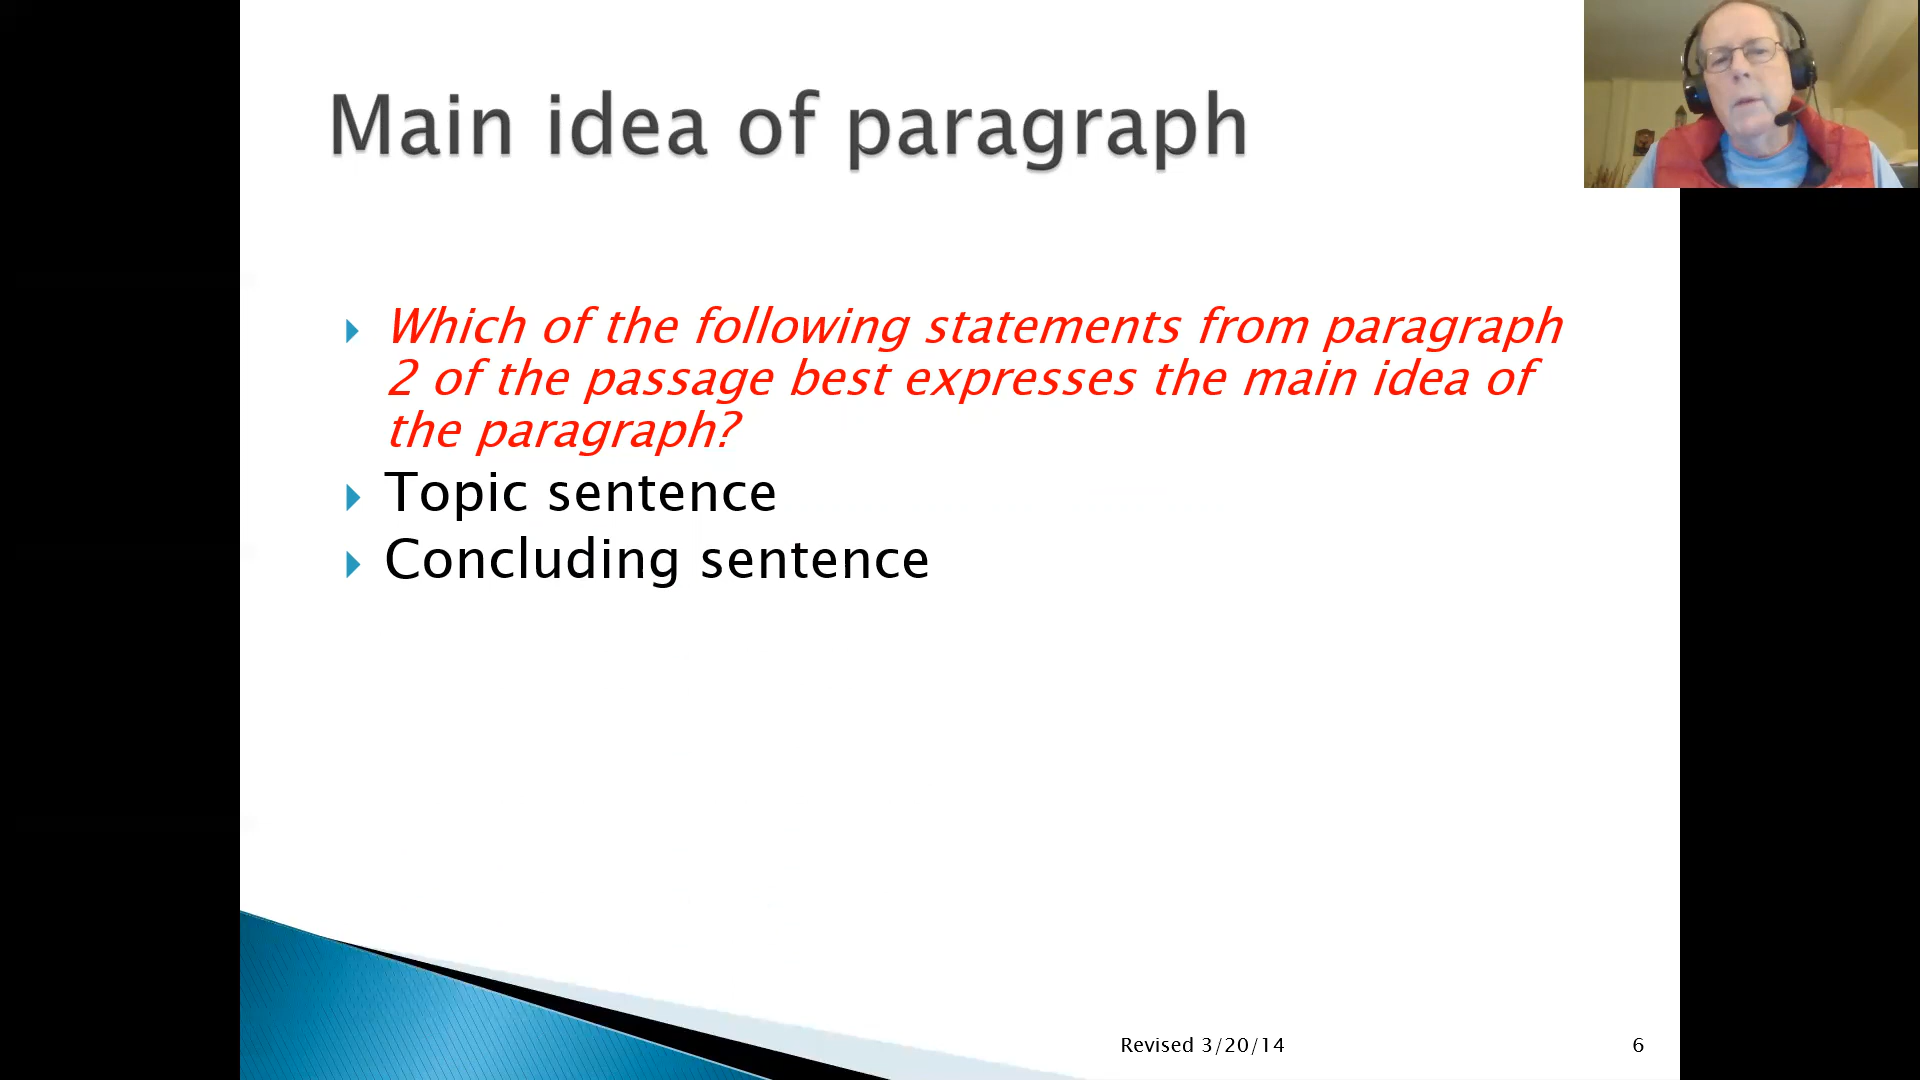 Main idea of paragraph
Which of the following statements from paragraph
2 of the passage best expresses the main idea of
the paragraph?
Topic sentence
Concluding sentence
Revised 3/20/14
6